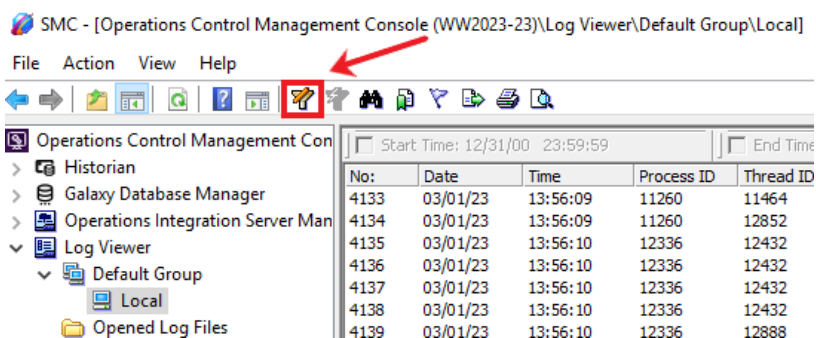 SMC - [Operations Control Management Console (WW2023-23)\Log Viewer\Default Group\Local]
File Action View Help
Operations Control Management Con
Historian
Galaxy Database Manager
Operations Integration Server Man
Log Viewer
Default Group
Local
Opened Log Files
Start Time: 12/31/00 23:59:59 End Time
No: Date Time Process ID Thread ID
4133 03/01/23 13:56:09 11260 11464
4134 03/01/23 13:56:09 11260 12852
4135 03/01/23 13:56:10 12336 12432
4136 03/01/23 13:56:10 12336 12432
4137 03/01/23 13:56:10 12336 12432
4138 03/01/23 13:56:10 12336 12432
4139 03/01/23 13:56:10 12336 12888